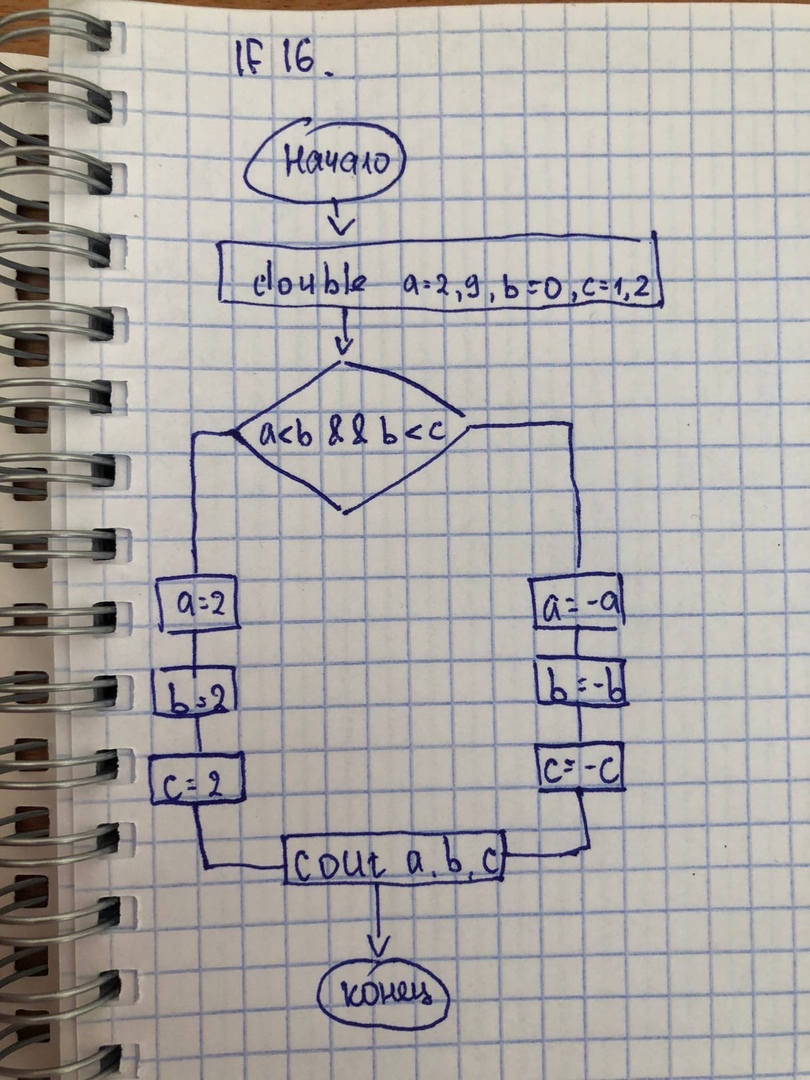 IF 16.
Начало
double a=2,9, b=0, c=1,2
a<b && b<c
a=2
a=-a
b=2
b=-b
c=2
c=-c
cout a, b, c
конец